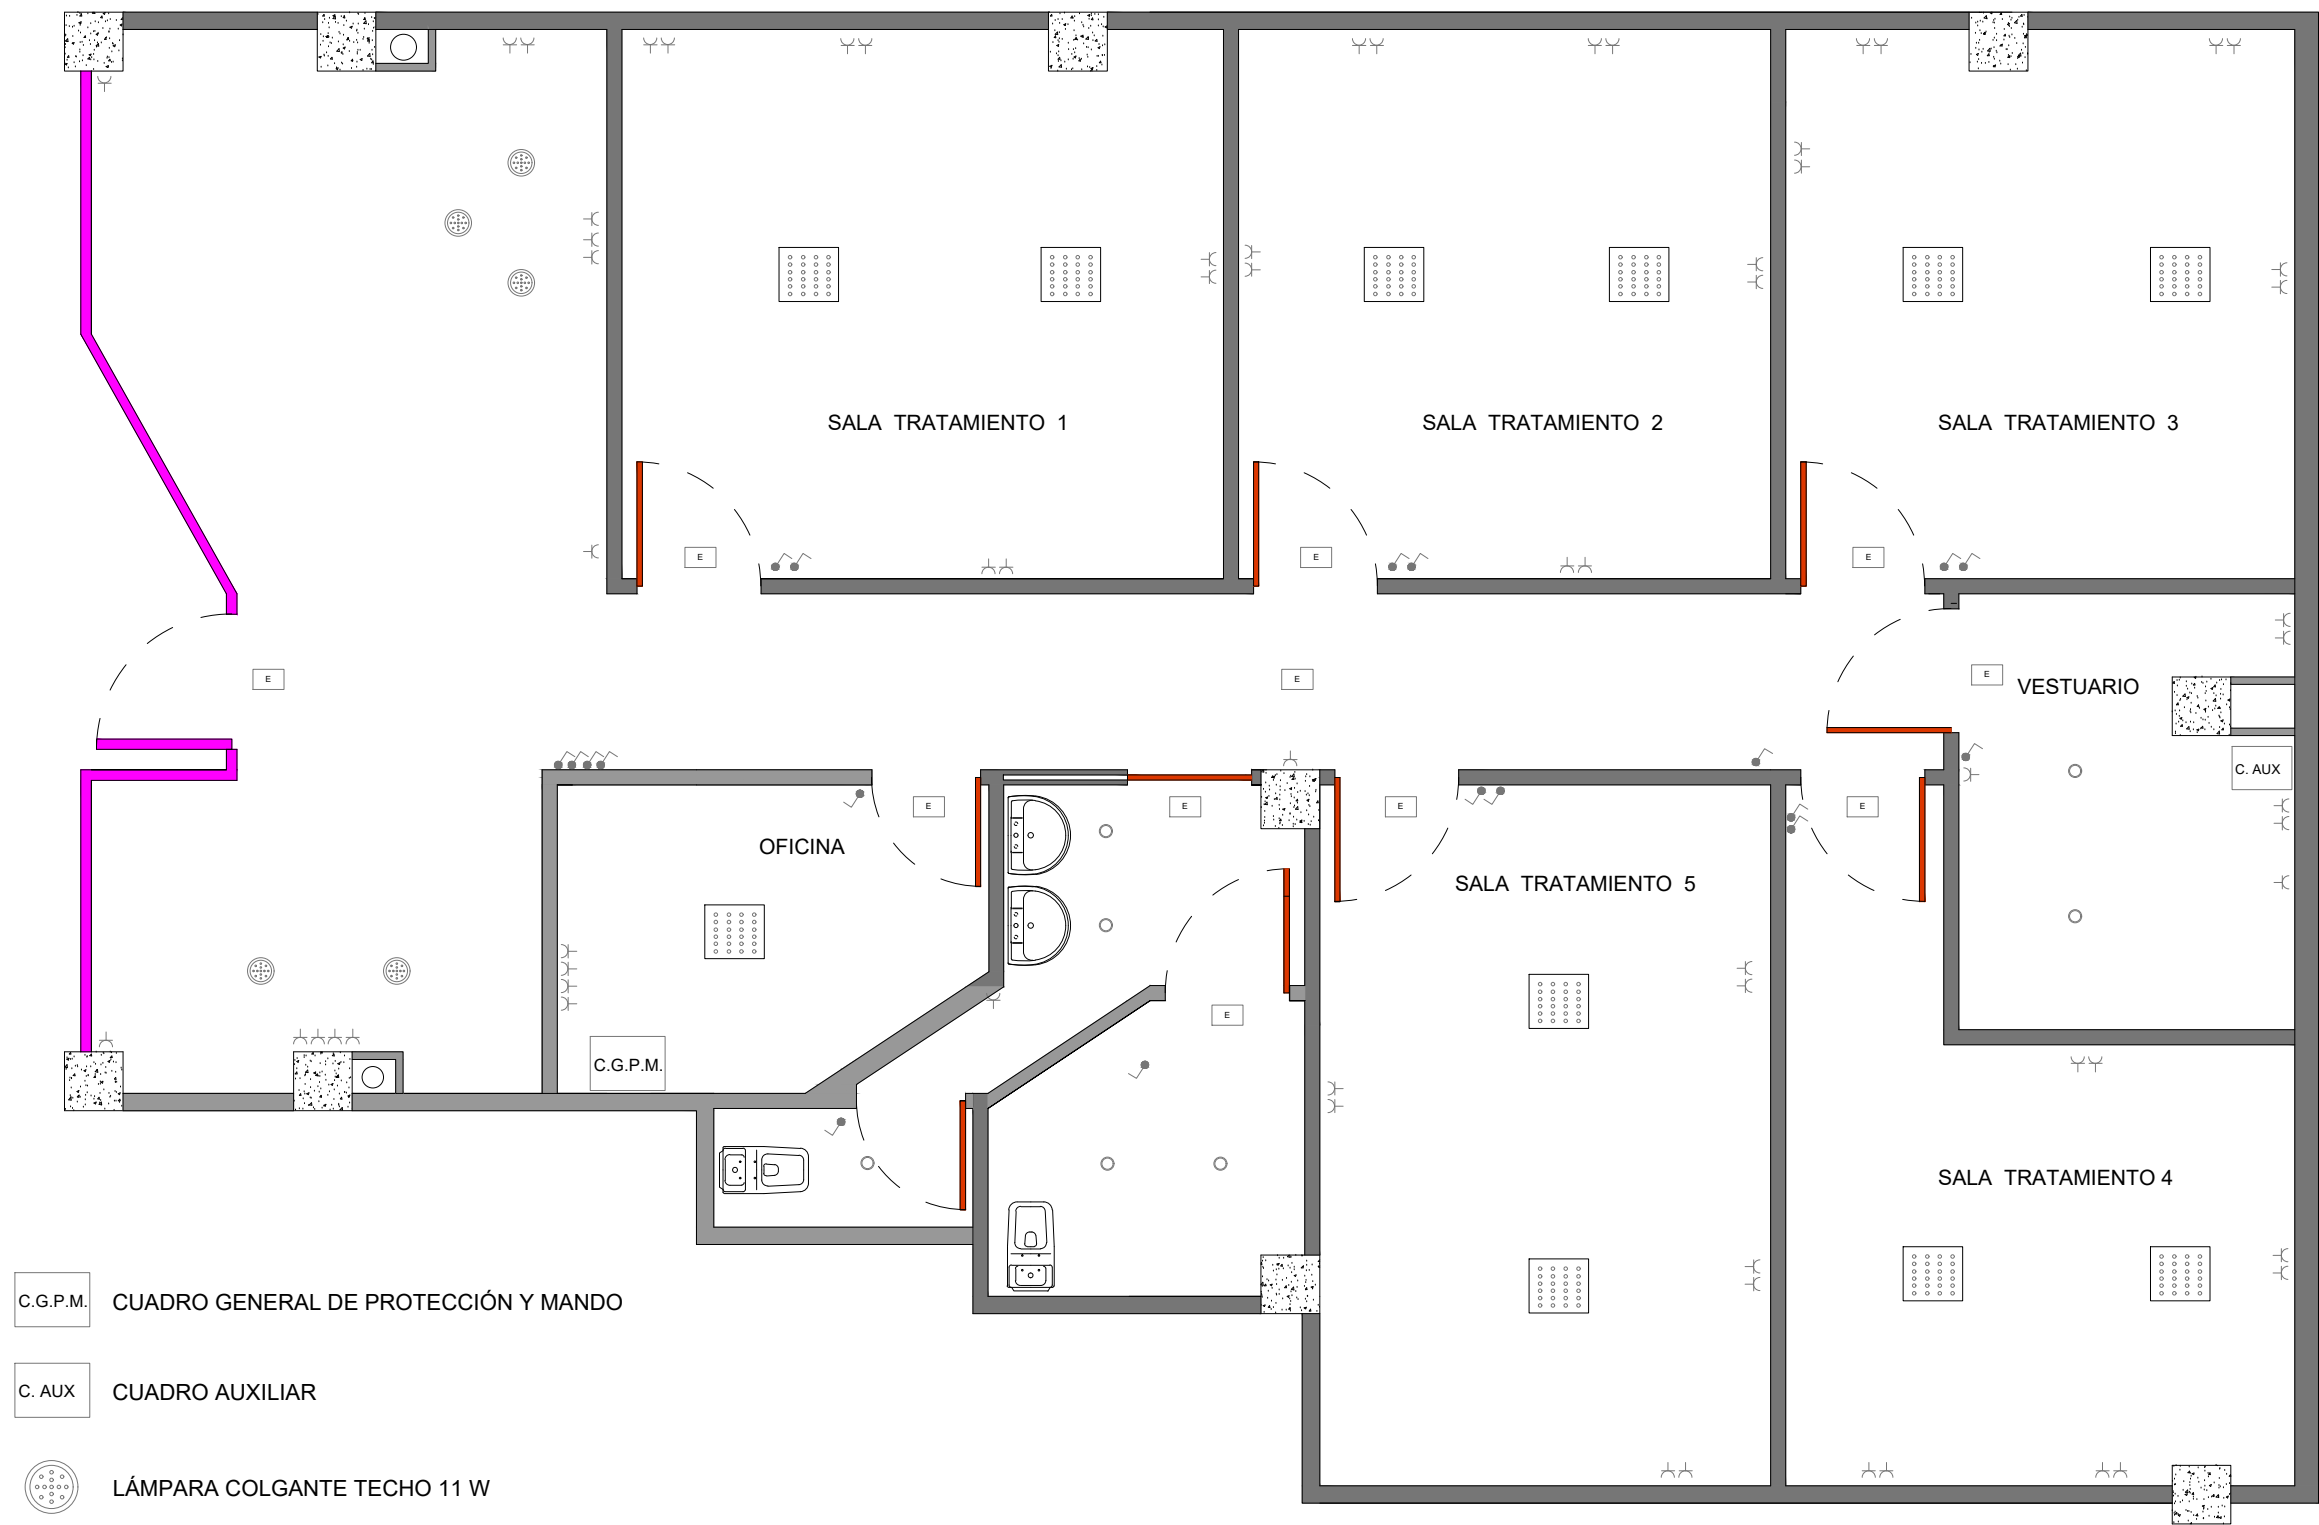 SALA TRATAMIENTO 1
SALA TRATAMIENTO 2
SALA TRATAMIENTO 3
E
E
E
E
E
E
VESTUARIO
C. AUX
E
E
E
E
OFICINA
SALA TRATAMIENTO 5
E
C.G.P.M.
SALA TRATAMIENTO 4
C.G.P.M. CUADRO GENERAL DE PROTECCIÓN Y MANDO
C. AUX CUADRO AUXILIAR
LÁMPARA COLGANTE TECHO 11 W